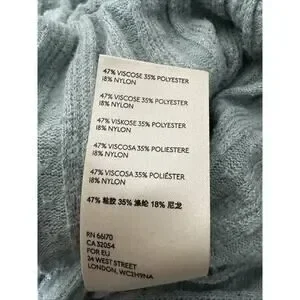 47% VISCOSE 35% POLYESTER
18% NYLON
47% VISCOSE 35% POLYESTER
18% NYLON
47% VISKOSE 35% POLYESTER
18% NYLON
47% VISCOSA 35% POLIESTERE
18% NYLON
47% VISCOSA 35% POLIÉSTER
18% NYLON
47% 粘胶 35% 涤纶 18% 尼龙
RN 66170
CA 32054
FOR EU
24 WEST STREET
LONDON, WC2H9NA